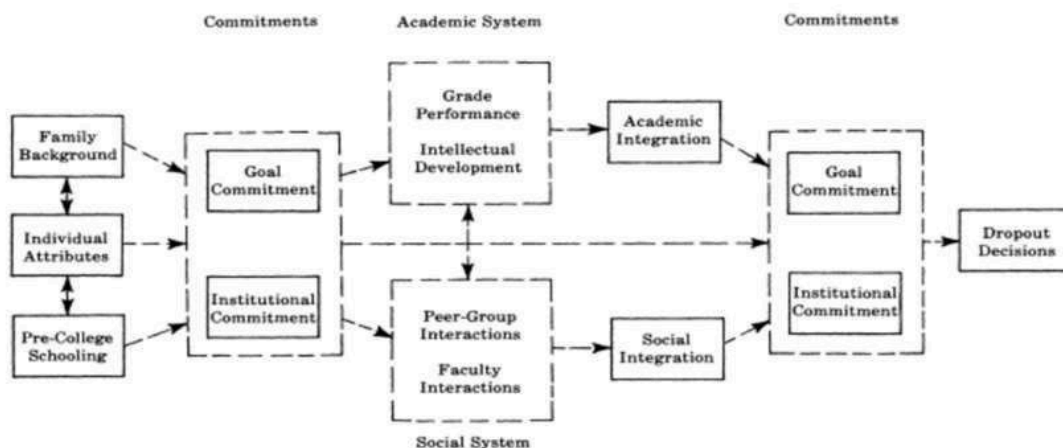 Commitments
Academic System
Commitments
Family
Background
Individual
Attributes
Pre-College
Schooling
Goal
Commitment
Institutional
Commitment
Grade
Performance
Intellectual
Development
Peer-Group
Interactions
Faculty
Interactions
Social System
Academic
Integration
Social
Integration
Goal
Commitment
Institutional
Commitment
Dropout
Decisions